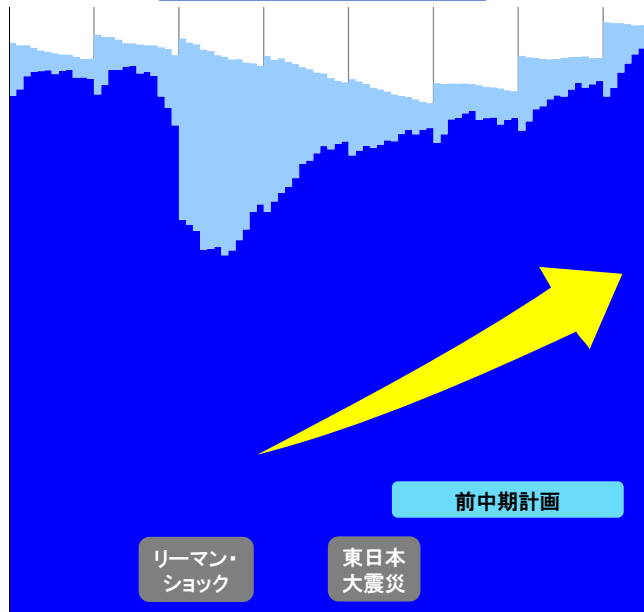 前中期計画
リーマン・
ショック
東日本
大震災